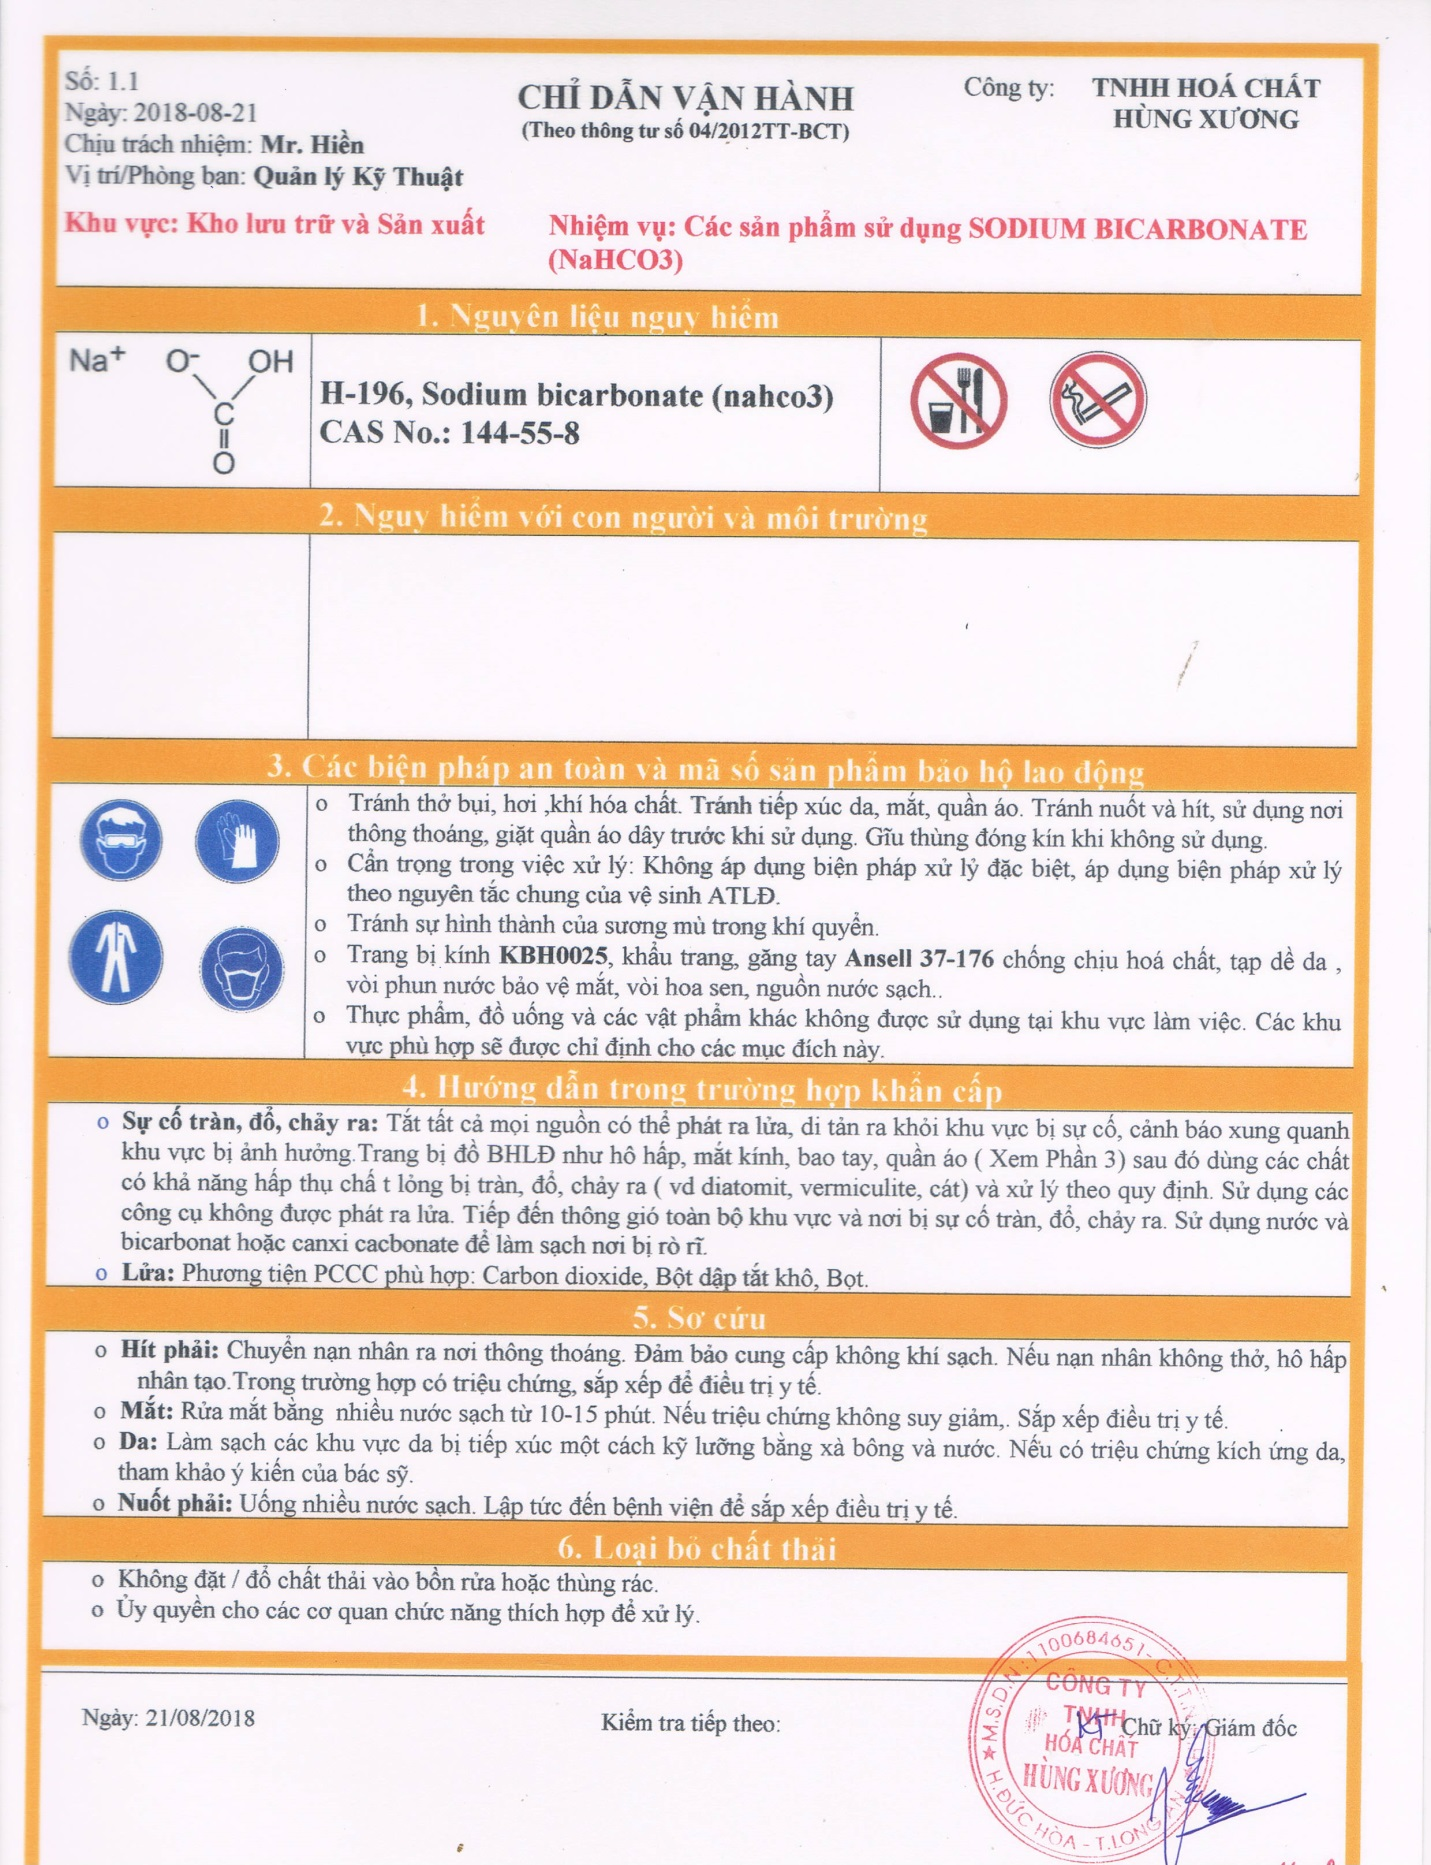 Số: 1.1
Ngày: 2018-08-21
Chịu trách nhiệm: Mr. Hiền
Vị trí/Phòng ban: Quản lý Kỹ Thuật
CHỈ DẪN VẬN HÀNH
(Theo thông tư số 04/2012TT-BCT)
Công ty: TNHH HOÁ CHẤT
HÙNG XƯƠNG
Khu vực: Kho lưu trữ và Sản xuất
Nhiệm vụ: Các sản phẩm sử dụng SODIUM BICARBONATE
(NaHCO3)
1. Nguyên liệu nguy hiểm
Na+ O- OH
C
O
H-196, Sodium bicarbonate (nahco3)
CAS No.: 144-55-8
2. Nguy hiểm với con người và môi trường
3. Các biện pháp an toàn và mã số sản phẩm bảo hộ lao động
o Tránh thở bụi, hơi ,khí hóa chất. Tránh tiếp xúc da, mắt, quần áo. Tránh nuốt và hít, sử dụng nơi
thông thoáng, giặt quần áo dây trước khi sử dụng. Gĩu thùng đóng kín khi không sử dụng.
o Cẩn trọng trong việc xử lý: Không áp dụng biện pháp xử lý đặc biệt, áp dụng biện pháp xử lý
theo nguyên tắc chung của vệ sinh ATLĐ.
o Tránh sự hình thành của sương mù trong khí quyển.
o Trang bị kính KBH0025, khẩu trang, găng tay Ansell 37-176 chống chịu hoá chất, tạp dề da ,
vòi phun nước bảo vệ mắt, vòi hoa sen, nguồn nước sạch..
o Thực phẩm, đồ uống và các vật phẩm khác không được sử dụng tại khu vực làm việc. Các khu
vực phù hợp sẽ được chỉ định cho các mục đích này.
4. Hướng dẫn trong trường hợp khẩn cấp
o Sự cố tràn, đổ, chảy ra: Tắt tất cả mọi nguồn có thể phát ra lửa, di tản ra khỏi khu vực bị sự cố, cảnh báo xung quanh
khu vực bị ảnh hưởng.Trang bị đồ BHLĐ như hô hấp, mắt kính, bao tay, quần áo ( Xem Phần 3) sau đó dùng các chất
có khả năng hấp thụ chấ t lỏng bị tràn, đổ, chảy ra ( vd diatomit, vermiculite, cát) và xử lý theo quy định. Sử dụng các
công cụ không được phát ra lửa. Tiếp đến thông gió toàn bộ khu vực và nơi bị sự cố tràn, đổ, chảy ra. Sử dụng nước và
bicarbonat hoặc canxi cacbonate để làm sạch nơi bị rò rĩ.
o Lửa: Phương tiện PCCC phù hợp: Carbon dioxide, Bột dập tắt khô, Bọt.
5. Sơ cứu
o Hít phải: Chuyển nạn nhân ra nơi thông thoáng. Đảm bảo cung cấp không khí sạch. Nếu nạn nhân không thở, hô hấp
nhân tạo.Trong trường hợp có triệu chứng, sắp xếp để điều trị y tế.
o Mắt: Rửa mắt bằng nhiều nước sạch từ 10-15 phút. Nếu triệu chứng không suy giảm,. Sắp xếp điều trị y tế.
o Da: Làm sạch các khu vực da bị tiếp xúc một cách kỹ lưỡng bằng xà bông và nước. Nếu có triệu chứng kích ứng da,
tham khảo ý kiến của bác sỹ.
o Nuốt phải: Uống nhiều nước sạch. Lập tức đến bệnh viện để sắp xếp điều trị y tế.
6. Loại bỏ chất thải
o Không đặt / đổ chất thải vào bồn rửa hoặc thùng rác.
o Ủy quyền cho các cơ quan chức năng thích hợp để xử lý.
Ngày: 21/08/2018
Kiểm tra tiếp theo:
KT Chữ ký: Giám đốc
M.S.D.N:1100684651-C.T.T.N.H.H
CÔNG TY
TNHH
HÓA CHẤT
HÙNG XƯƠNG
H.ĐỨC HÒA - T.LONG AN